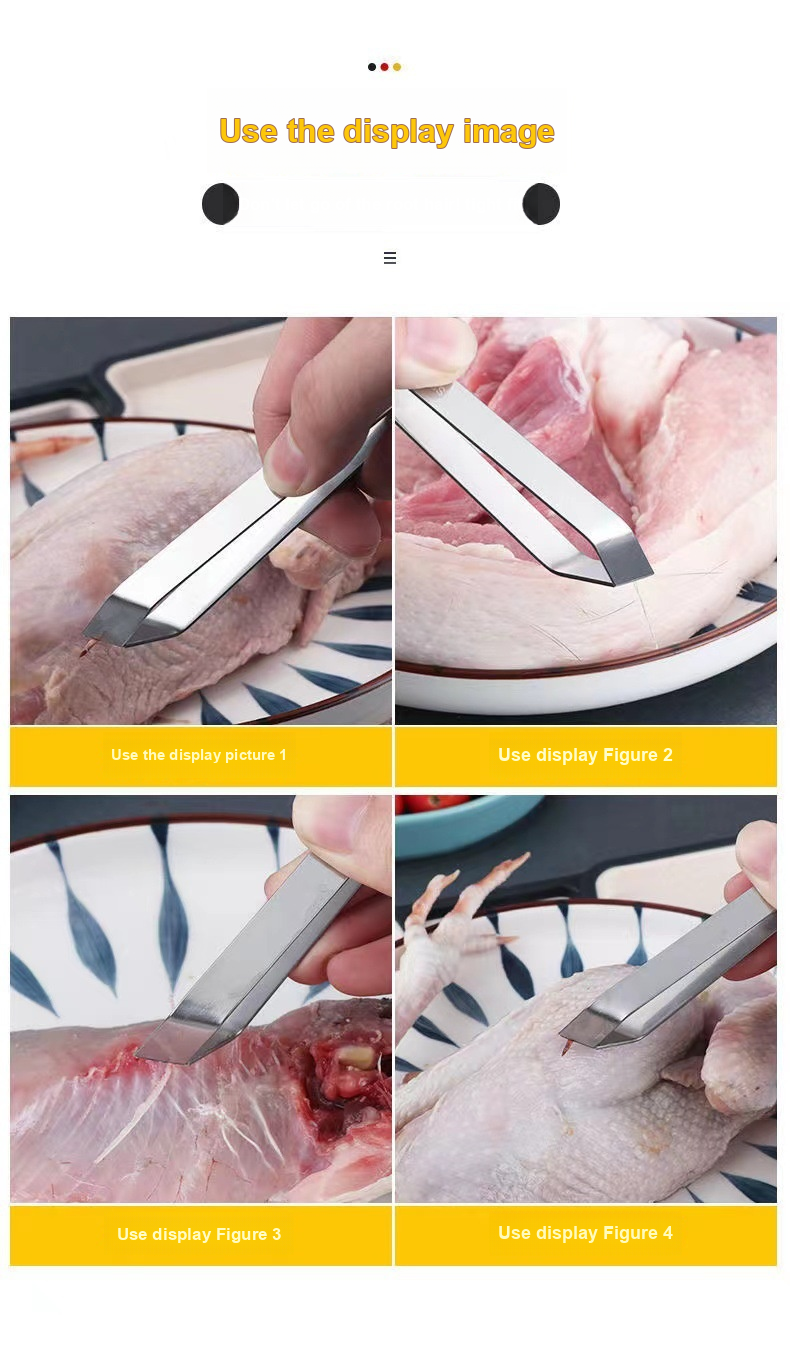 Use the display image
Use the display picture 1
Use display Figure 2
Use display Figure 3
Use display Figure 4